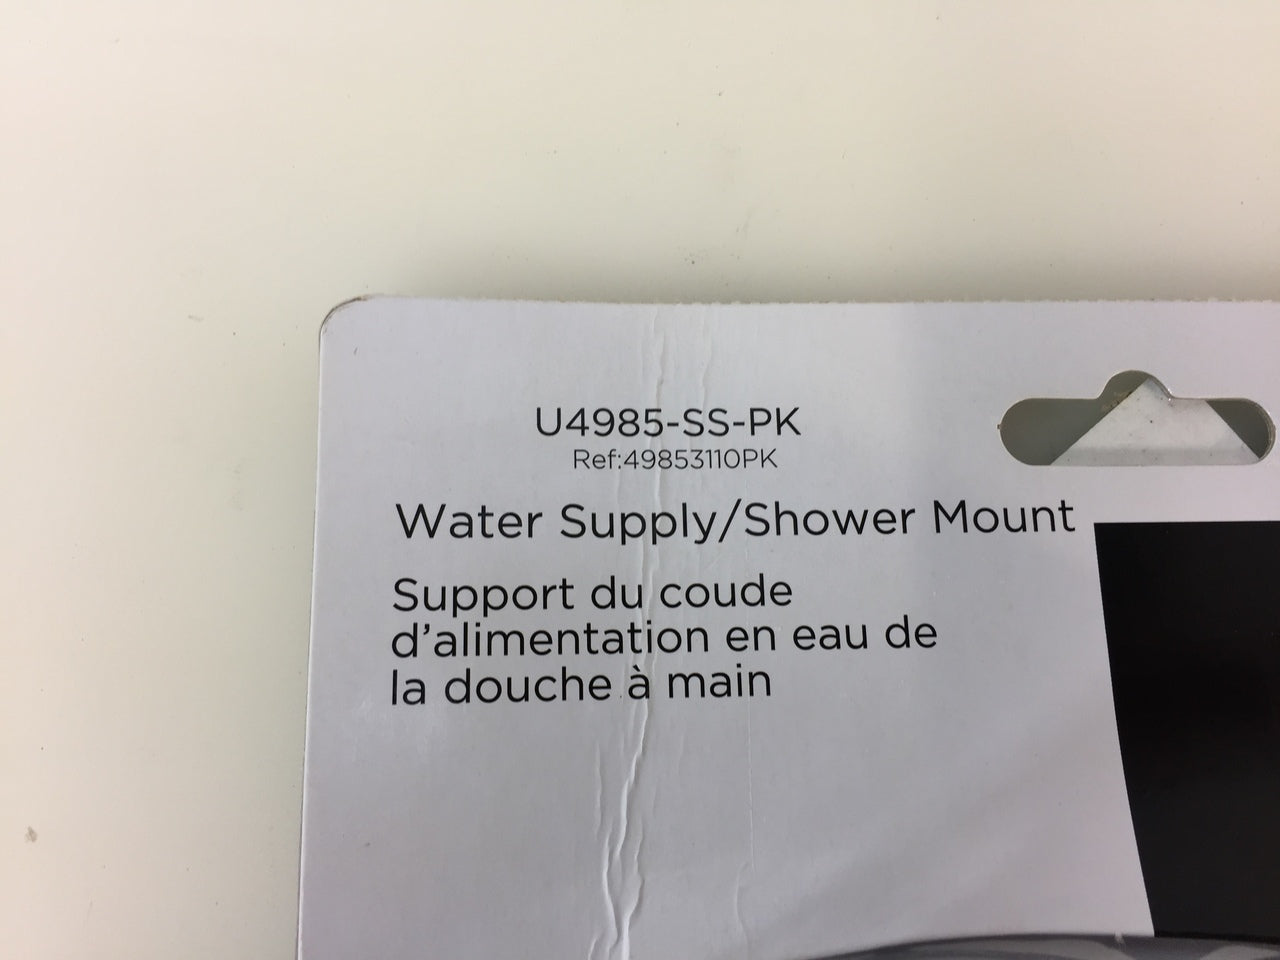 U4985-SS-PK
Ref:49853110PK
Water Supply/Shower Mount
Support du coude
d’alimentation en eau de
la douche à main